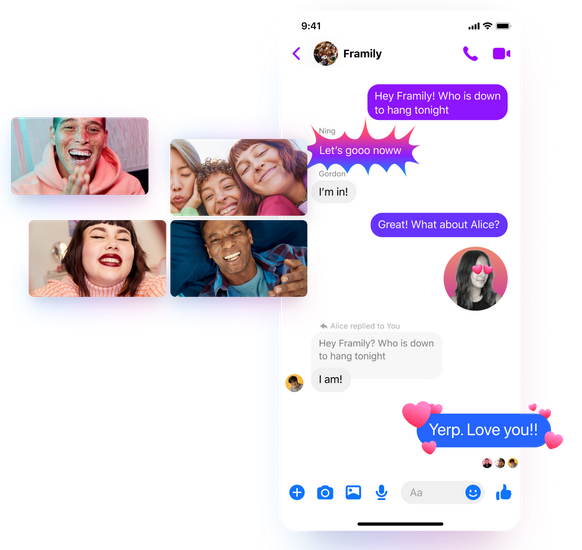 9:41
Framily
Hey Framily! Who is down
to hang tonight
Ning
Let's gooo noww
Gordon
I'm in!
Great! What about Alice?
Alice replied to You
Hey Framily? Who is down
to hang tonight
I am!
Yerp. Love you!!
Aa